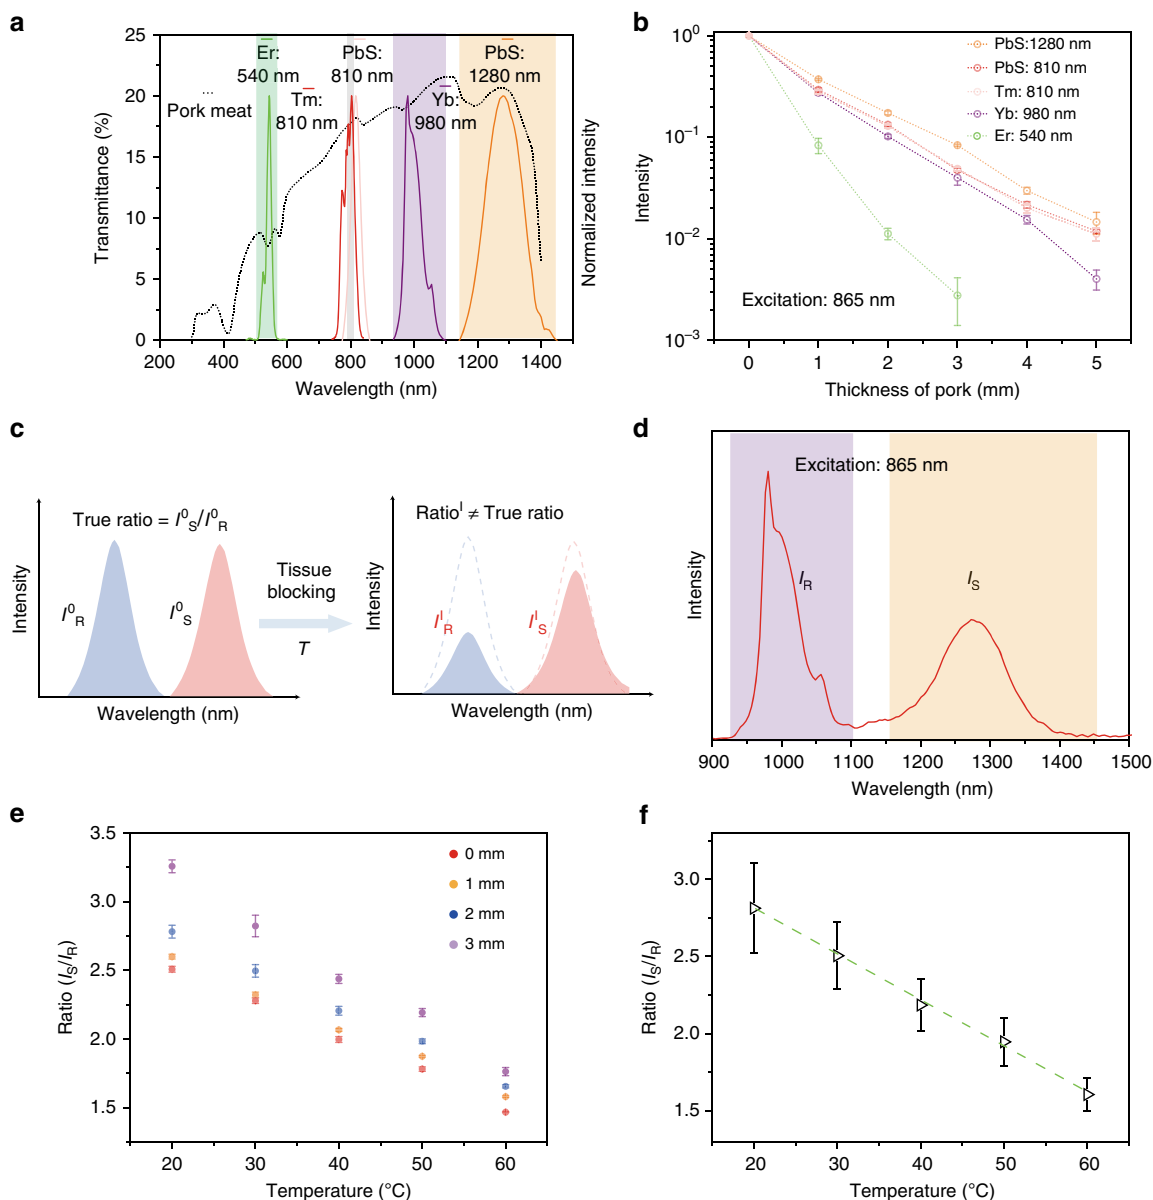 a
25
20
15
10
5
0
Transmittance (%)
Er:
540 nm
PbS:
810 nm
PbS:
1280 nm
Pork meat
Tm:
810 nm
Yb:
980 nm
200 400 600 800 1000 1200 1400
Wavelength (nm)
Normalized intensity
b
10⁰
10⁻¹
10⁻²
10⁻³
Intensity
PbS:1280 nm
PbS: 810 nm
Tm: 810 nm
Yb: 980 nm
Er: 540 nm
Excitation: 865 nm
0 1 2 3 4 5
Thickness of pork (mm)
c
True ratio = I⁰S/I⁰R
I⁰R
I⁰S
Intensity
Wavelength (nm)
Tissue
blocking
T
Ratioᴵ ≠ True ratio
IᴵR
IᴵS
Intensity
Wavelength (nm)
d
Excitation: 865 nm
IR
IS
Intensity
900 1000 1100 1200 1300 1400 1500
Wavelength (nm)
e
3.5
3.0
2.5
2.0
1.5
Ratio (IS/IR)
0 mm
1 mm
2 mm
3 mm
20 30 40 50 60
Temperature (°C)
f
3.0
2.5
2.0
1.5
Ratio (IS/IR)
20 30 40 50 60
Temperature (°C)